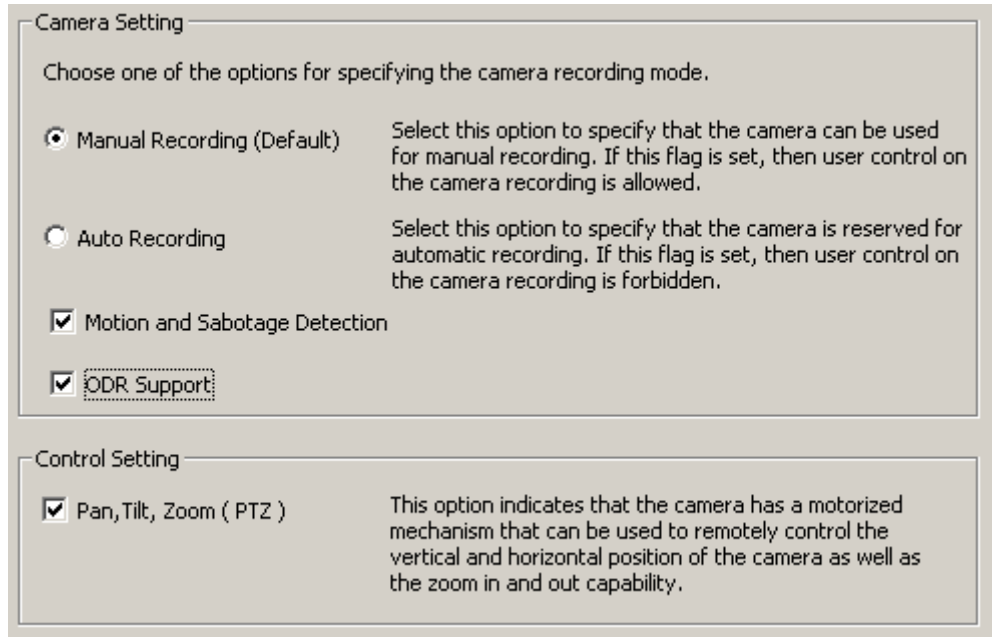 Camera Setting
Choose one of the options for specifying the camera recording mode.
Manual Recording (Default)
Select this option to specify that the camera can be used
for manual recording. If this flag is set, then user control on
the camera recording is allowed.
Auto Recording
Select this option to specify that the camera is reserved for
automatic recording. If this flag is set, then user control on
the camera recording is forbidden.
Motion and Sabotage Detection
ODR Support
Control Setting
Pan,Tilt, Zoom ( PTZ )
This option indicates that the camera has a motorized
mechanism that can be used to remotely control the
vertical and horizontal position of the camera as well as
the zoom in and out capability.